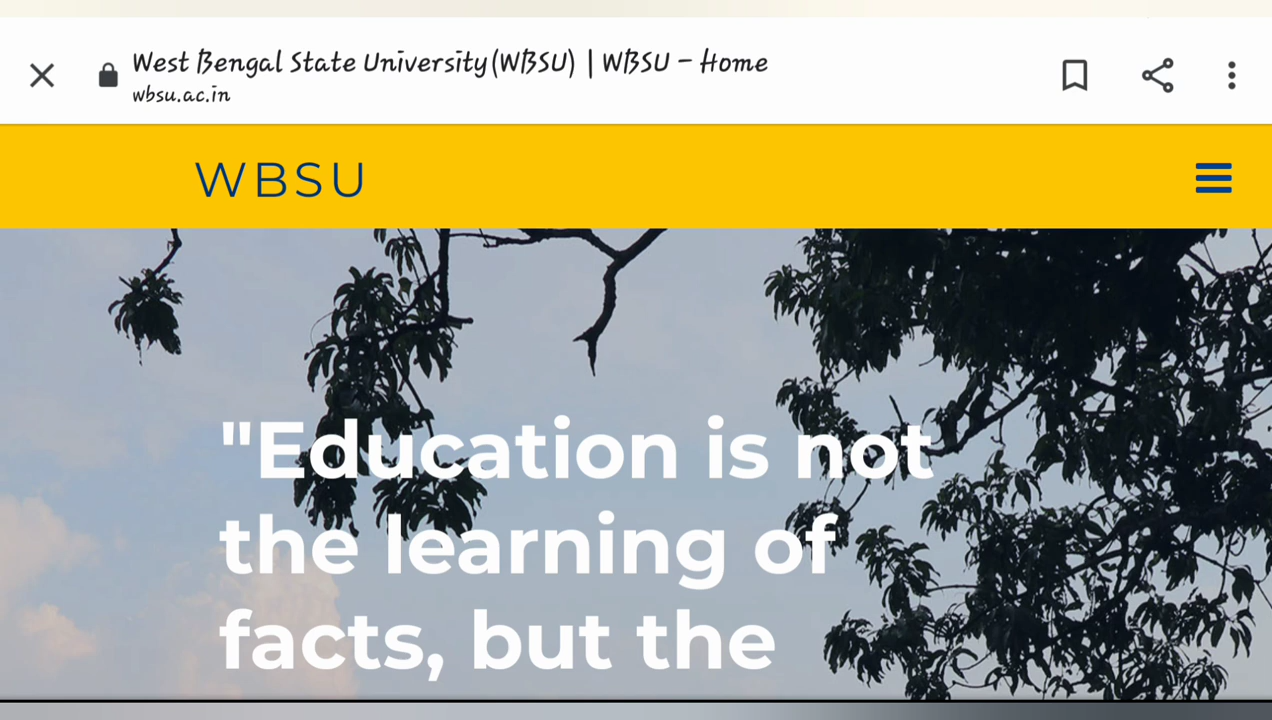 West Bengal State University(WBSU) | WBSU – Home
wbsu.ac.in
WBSU
"Education is not
the learning of
facts, but the